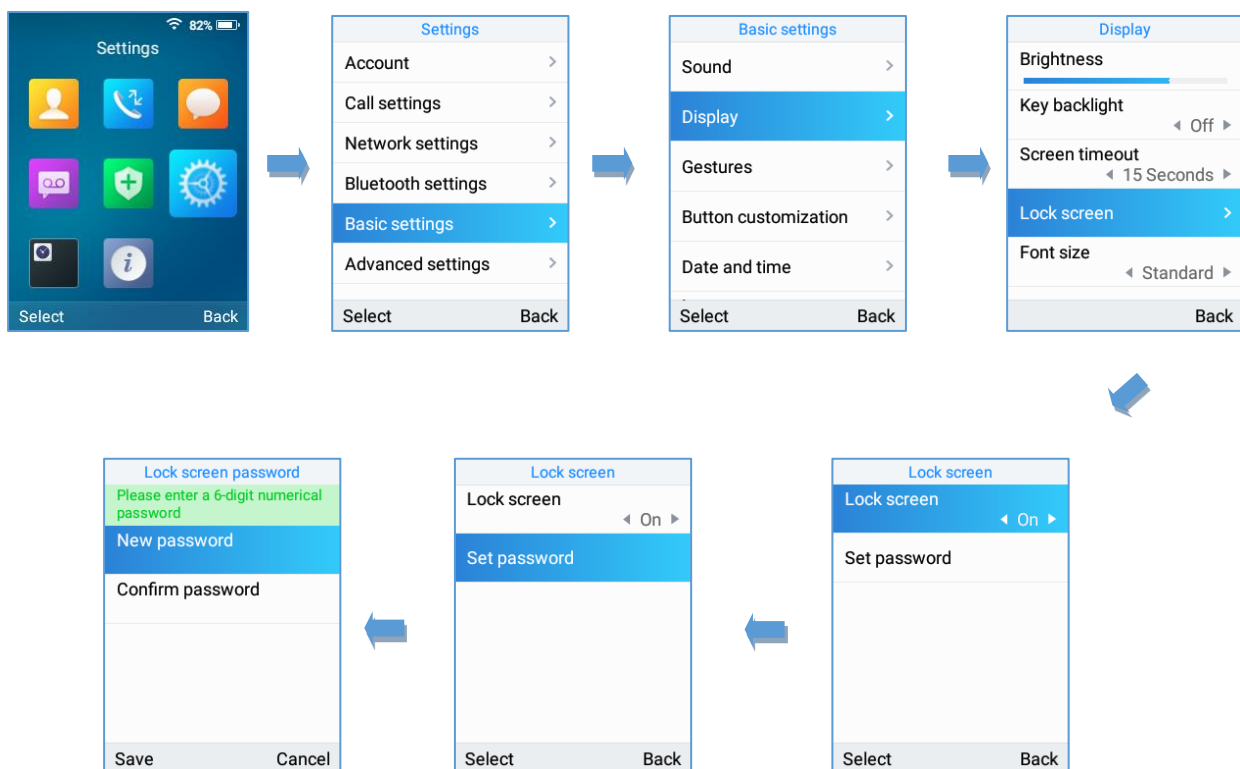 82%
Settings
Select Back
Settings
Account
Call settings
Network settings
Bluetooth settings
Basic settings
Advanced settings
Select Back
Basic settings
Sound
Display
Gestures
Button customization
Date and time
Select Back
Display
Brightness
Key backlight
Off
Screen timeout
15 Seconds
Lock screen
Font size
Standard
Back
Lock screen
Lock screen
On
Set password
Select Back
Lock screen
Lock screen
On
Set password
Select Back
Lock screen password
Please enter a 6-digit numerical
password
New password
Confirm password
Save Cancel